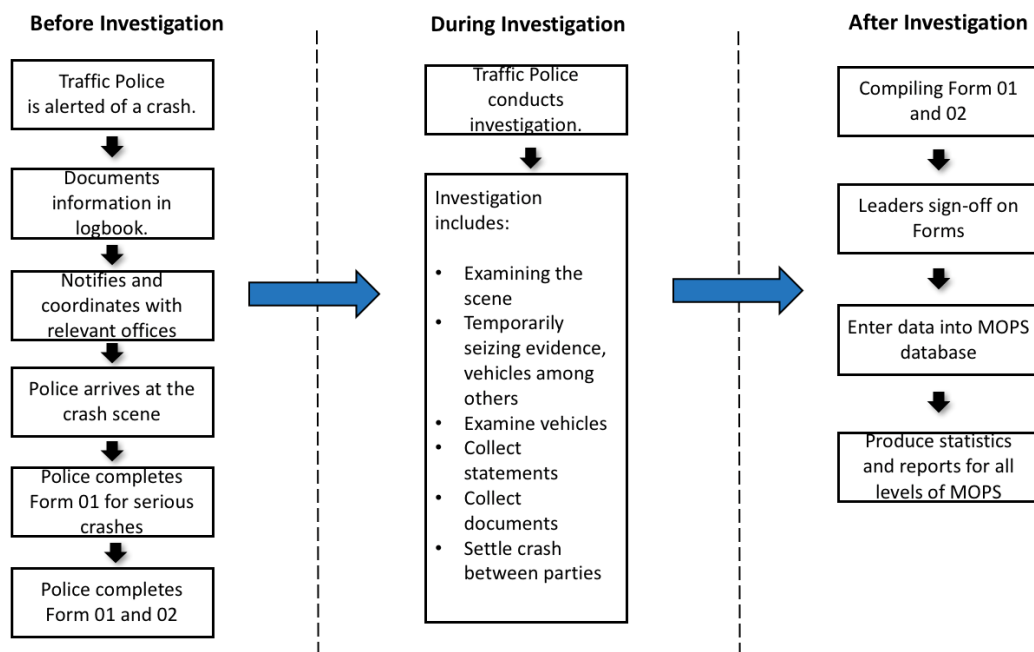 Before Investigation
Traffic Police
is alerted of a crash.
Documents
information in
logbook.
Notifies and
coordinates with
relevant offices
Police arrives at the
crash scene
Police completes
Form 01 for serious
crashes
Police completes
Form 01 and 02
During Investigation
Traffic Police
conducts
investigation.
Investigation
includes:
• Examining the
scene
• Temporarily
seizing evidence,
vehicles among
others
• Examine vehicles
• Collect
statements
• Collect
documents
• Settle crash
between parties
After Investigation
Compiling Form 01
and 02
Leaders sign-off on
Forms
Enter data into MOPS
database
Produce statistics
and reports for all
levels of MOPS